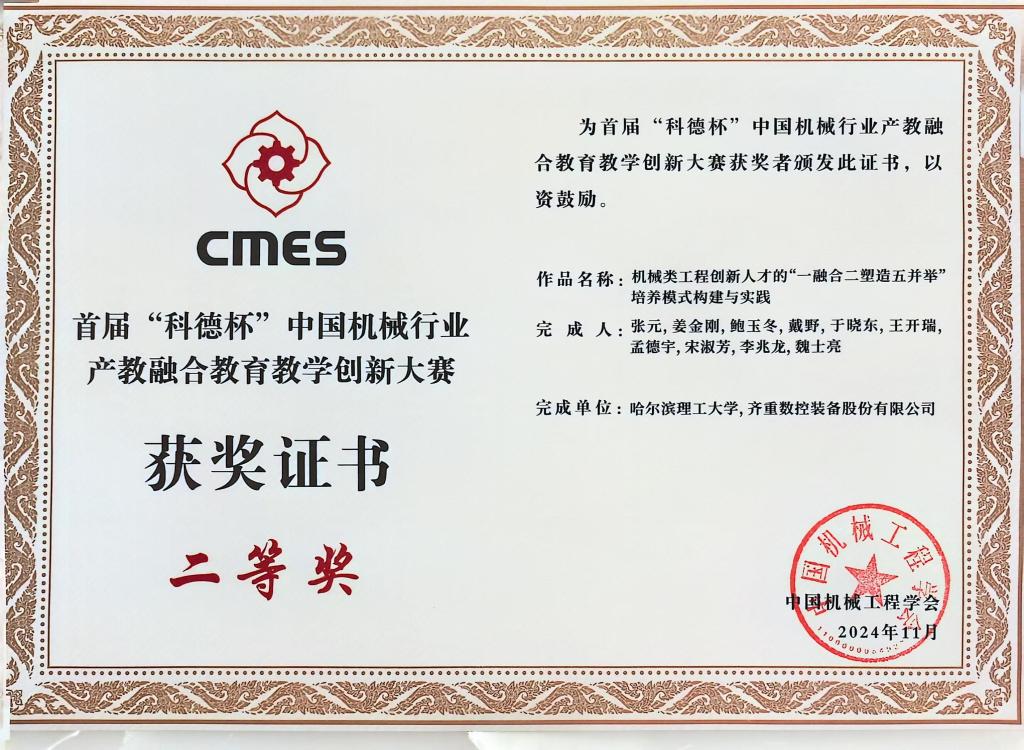 CMES
首届“科德杯”中国机械行业
产教融合教育教学创新大赛
获奖证书
二等奖
为首届“科德杯”中国机械行业产教融
合教育教学创新大赛获奖者颁发此证书，以
资鼓励。
作品名称：机械类工程创新人才的“一融合二塑造五并举”
培养模式构建与实践
完成人：张元, 姜金刚, 鲍玉冬, 戴野, 于晓东, 王开瑞,
孟德宇, 宋淑芳, 李兆龙, 魏士亮
完成单位：哈尔滨理工大学, 齐重数控装备股份有限公司
中国机械工程学会
中国机械工程学会
2024年11月